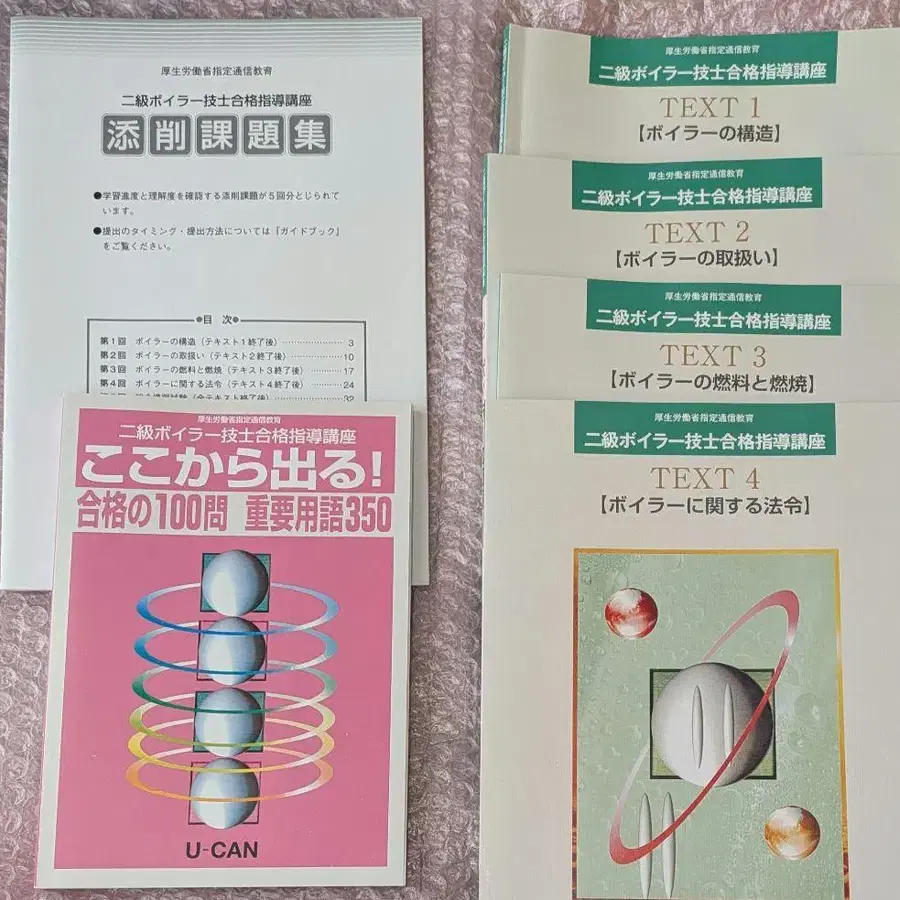 厚生労働省指定通信教育
二級ボイラー技士合格指導講座
添削課題集
●学習進度と理解度を確認する添削課題が5回分とじられて
います。
●提出のタイミング・提出方法については『ガイドブック』
をご覧ください。
●目 次●
第1回 ボイラーの構造（テキスト1終了後）………………3
第2回 ボイラーの取扱い（テキスト2終了後）……………10
第3回 ボイラーの燃料と燃焼（テキスト3終了後）………17
第4回 ボイラーに関する法令（テキスト4終了後）………24
厚生労働省指定通信教育
二級ボイラー技士合格指導講座
ここから出る!
合格の100問 重要用語350
U-CAN
厚生労働省指定通信教育
二級ボイラー技士合格指導講座
TEXT 1
【ボイラーの構造】
厚生労働省指定通信教育
二級ボイラー技士合格指導講座
TEXT 2
【ボイラーの取扱い】
厚生労働省指定通信教育
二級ボイラー技士合格指導講座
TEXT 3
【ボイラーの燃料と燃焼】
厚生労働省指定通信教育
二級ボイラー技士合格指導講座
TEXT 4
【ボイラーに関する法令】